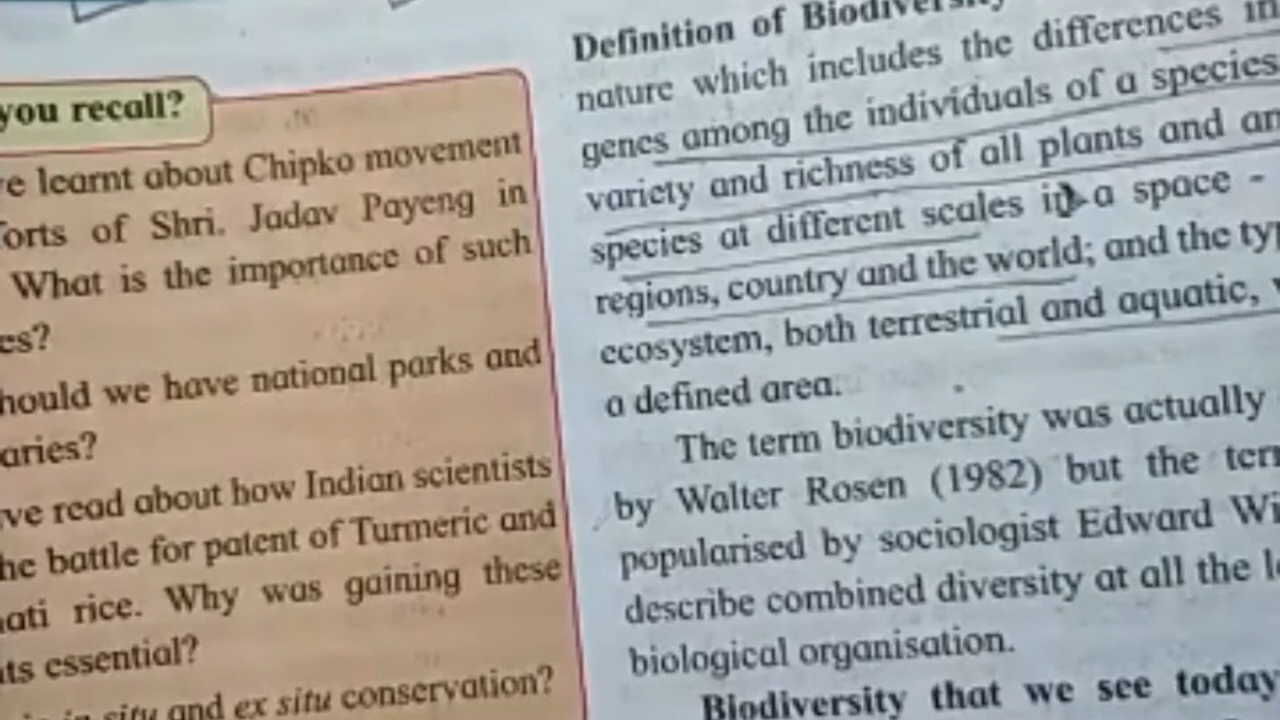 you recall?
e learnt about Chipko movement
orts of Shri. Jadav Payeng in
What is the importance of such
es?
hould we have national parks and
aries?
ve read about how Indian scientists
he battle for patent of Turmeric and
ati rice. Why was gaining these
ts essential?
in situ and ex situ conservation?
Definition of Biodiversity
nature which includes the differences in
genes among the individuals of a species
variety and richness of all plants and an
species at different scales in a space -
regions, country and the world; and the typ
ecosystem, both terrestrial and aquatic,
a defined area.
The term biodiversity was actually
by Walter Rosen (1982) but the ter
popularised by sociologist Edward Wi
describe combined diversity at all the l
biological organisation.
Biodiversity that we see today